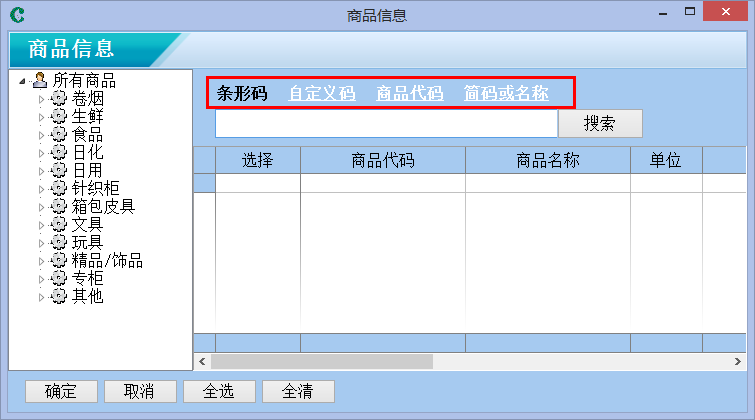 商品信息
商品信息
所有商品
卷烟
生鲜
食品
日化
日用
针织柜
箱包皮具
文具
玩具
精品/饰品
专柜
其他
条形码 自定义码 商品代码 简码或名称
搜索
选择 商品代码 商品名称 单位
确定 取消 全选 全清